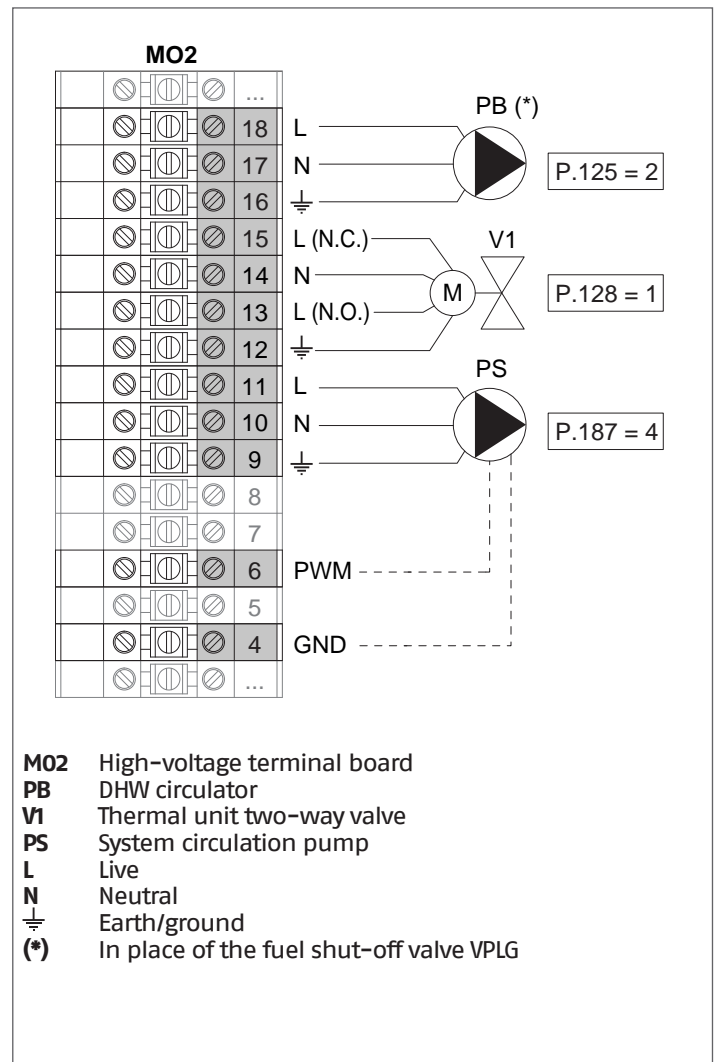 MO2
...
18 L PB (*)
17 N P.125 = 2
16 ⏚
15 L (N.C.) V1
14 N M P.128 = 1
13 L (N.O.)
12 ⏚
11 L PS
10 N P.187 = 4
9 ⏚
8
7
6 PWM
5
4 GND
...
M02 High-voltage terminal board
PB DHW circulator
V1 Thermal unit two-way valve
PS System circulation pump
L Live
N Neutral
⏚ Earth/ground
(*) In place of the fuel shut-off valve VPLG